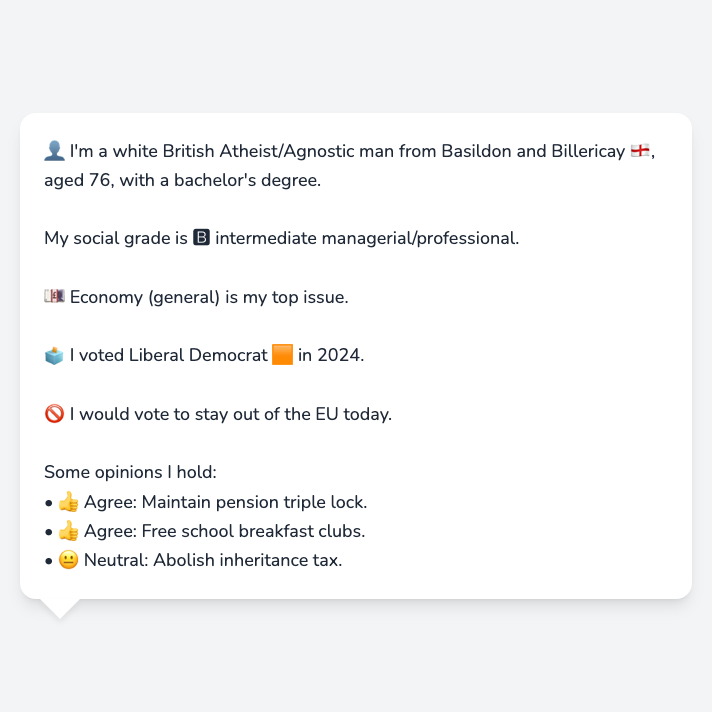 👤 I'm a white British Atheist/Agnostic man from Basildon and Billericay 🏴󠁧󠁢󠁥󠁮󠁧󠁿,
aged 76, with a bachelor's degree.
My social grade is 🅱 intermediate managerial/professional.
💷 Economy (general) is my top issue.
🗳️ I voted Liberal Democrat 🟧 in 2024.
🚫 I would vote to stay out of the EU today.
Some opinions I hold:
• 👍 Agree: Maintain pension triple lock.
• 👍 Agree: Free school breakfast clubs.
• 😐 Neutral: Abolish inheritance tax.